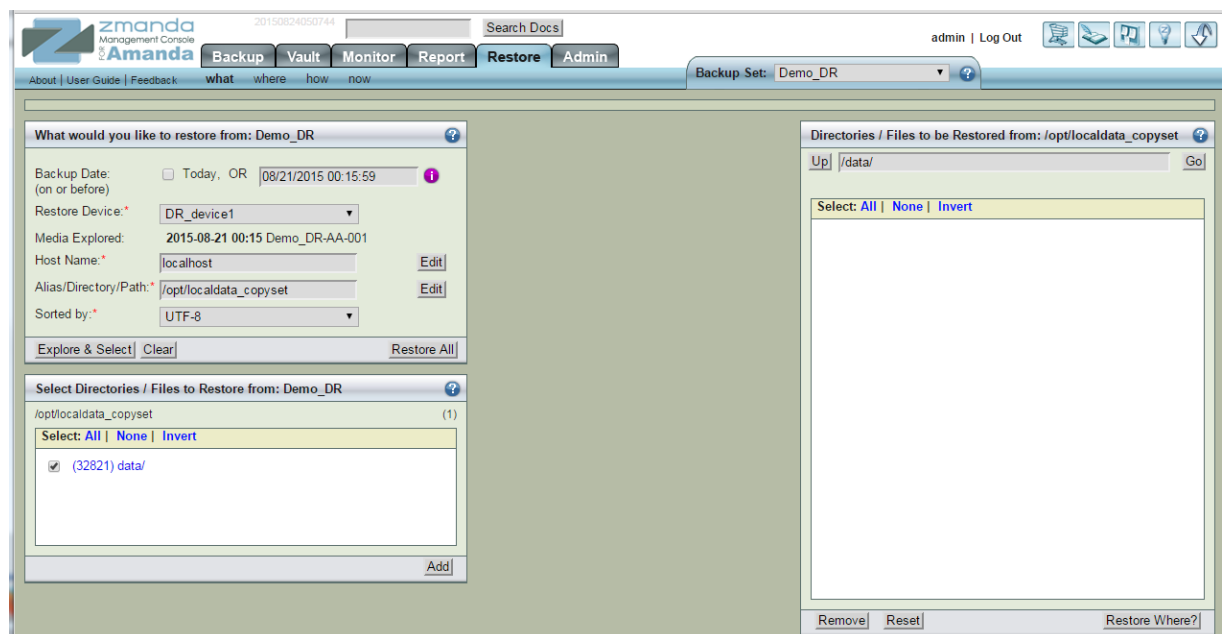 20150824050744
Search Docs
zmanda
Management Console
FOR Amanda
admin | Log Out
Backup Vault Monitor Report Restore Admin
About | User Guide | Feedback what where how now
Backup Set: Demo_DR
What would you like to restore from: Demo_DR
Backup Date:
(on or before)
Today, OR 08/21/2015 00:15:59
Restore Device:* DR_device1
Media Explored: 2015-08-21 00:15 Demo_DR-AA-001
Host Name:* localhost Edit
Alias/Directory/Path:* /opt/localdata_copyset Edit
Sorted by:* UTF-8
Explore & Select Clear Restore All
Select Directories / Files to Restore from: Demo_DR
/opt/localdata_copyset (1)
Select: All | None | Invert
(32821) data/
Add
Directories / Files to be Restored from: /opt/localdata_copyset
Up /data/ Go
Select: All | None | Invert
Remove Reset Restore Where?